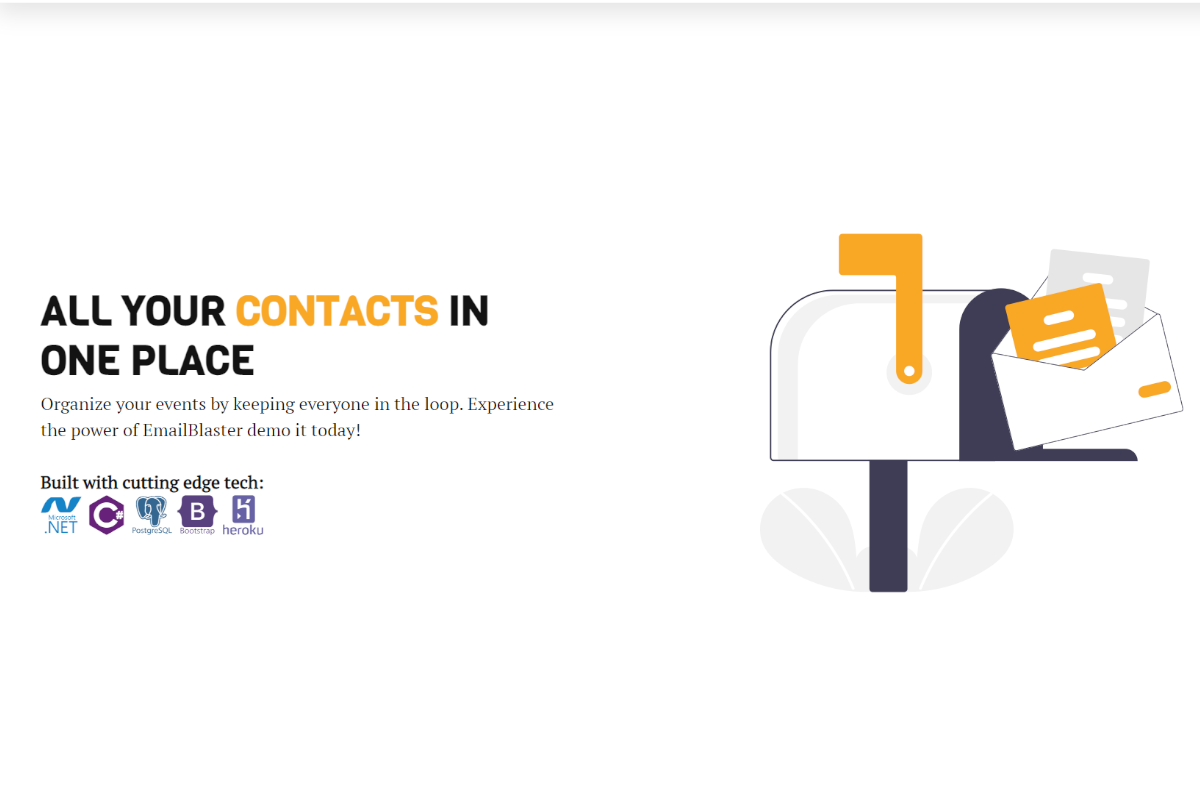 ALL YOUR CONTACTS IN
ONE PLACE
Organize your events by keeping everyone in the loop. Experience
the power of EmailBlaster demo it today!
Built with cutting edge tech:
Microsoft
.NET
C#
PostgreSQL
B
Bootstrap
heroku